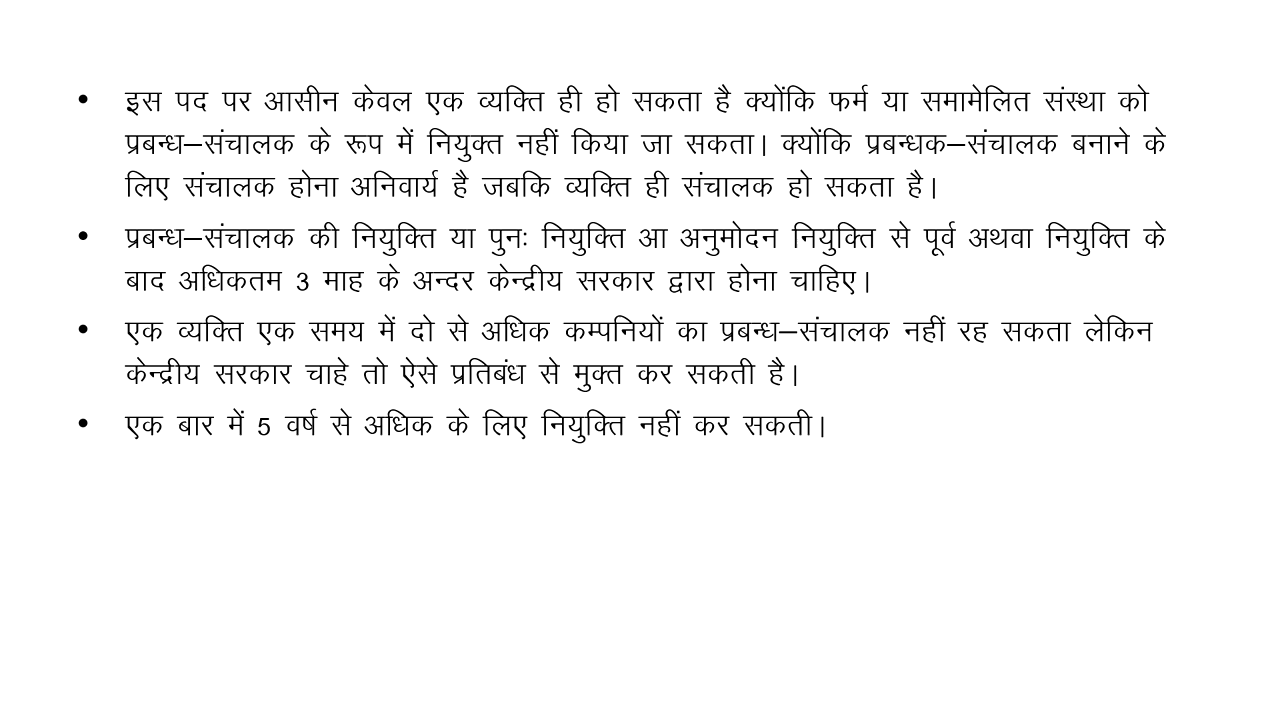 • इस पद पर आसीन केवल एक व्यक्ति ही हो सकता है क्योंकि फर्म या समामेलित संस्था को
प्रबन्ध–संचालक के रूप में नियुक्त नहीं किया जा सकता। क्योंकि प्रबन्धक–संचालक बनाने के
लिए संचालक होना अनिवार्य है जबकि व्यक्ति ही संचालक हो सकता है।
• प्रबन्ध–संचालक की नियुक्ति या पुनः नियुक्ति आ अनुमोदन नियुक्ति से पूर्व अथवा नियुक्ति के
बाद अधिकतम 3 माह के अन्दर केन्द्रीय सरकार द्वारा होना चाहिए।
• एक व्यक्ति एक समय में दो से अधिक कम्पनियों का प्रबन्ध–संचालक नहीं रह सकता लेकिन
केन्द्रीय सरकार चाहे तो ऐसे प्रतिबंध से मुक्त कर सकती है।
• एक बार में 5 वर्ष से अधिक के लिए नियुक्ति नहीं कर सकती।